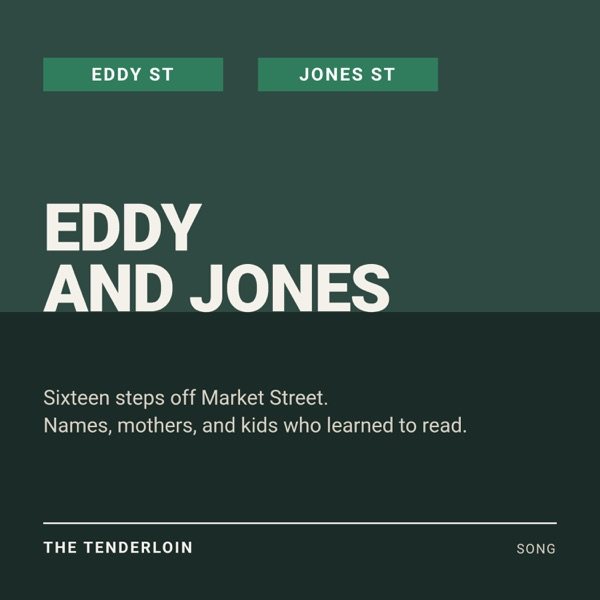 EDDY ST
JONES ST
EDDY
AND JONES
Sixteen steps off Market Street.
Names, mothers, and kids who learned to read.
THE TENDERLOIN
SONG